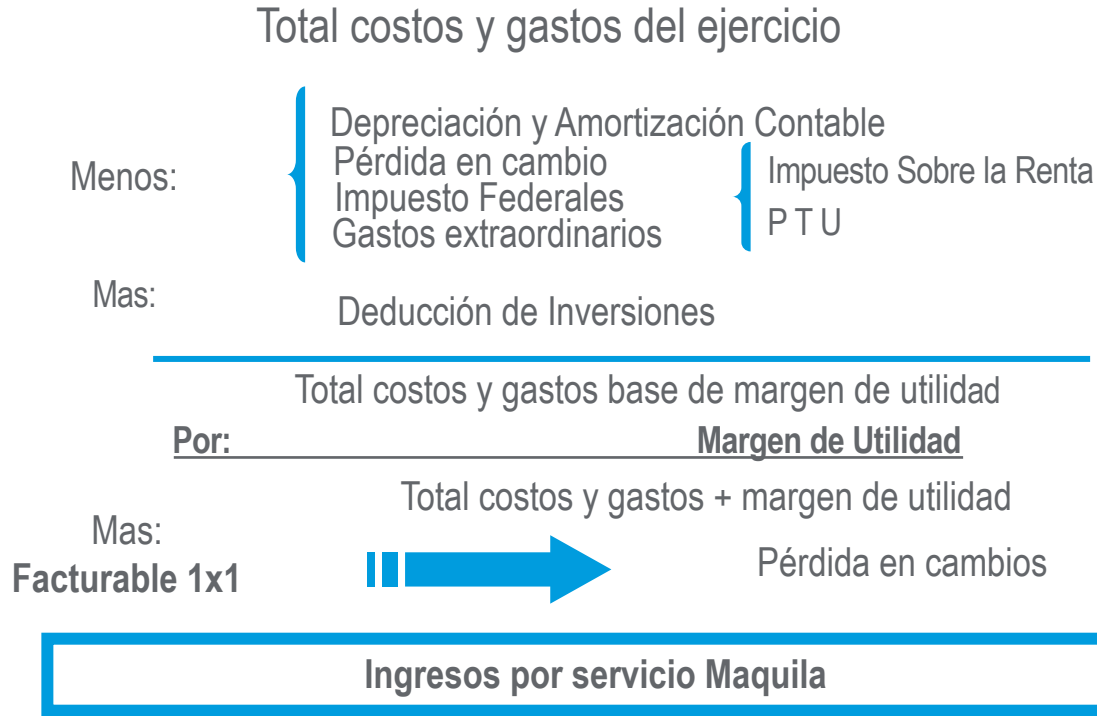 Total costos y gastos del ejercicio
Menos:
Depreciación y Amortización Contable
Pérdida en cambio
Impuesto Federales
Gastos extraordinarios
Impuesto Sobre la Renta
P T U
Mas:
Deducción de Inversiones
Total costos y gastos base de margen de utilidad
Por: Margen de Utilidad
Total costos y gastos + margen de utilidad
Mas:
Facturable 1x1
Pérdida en cambios
Ingresos por servicio Maquila